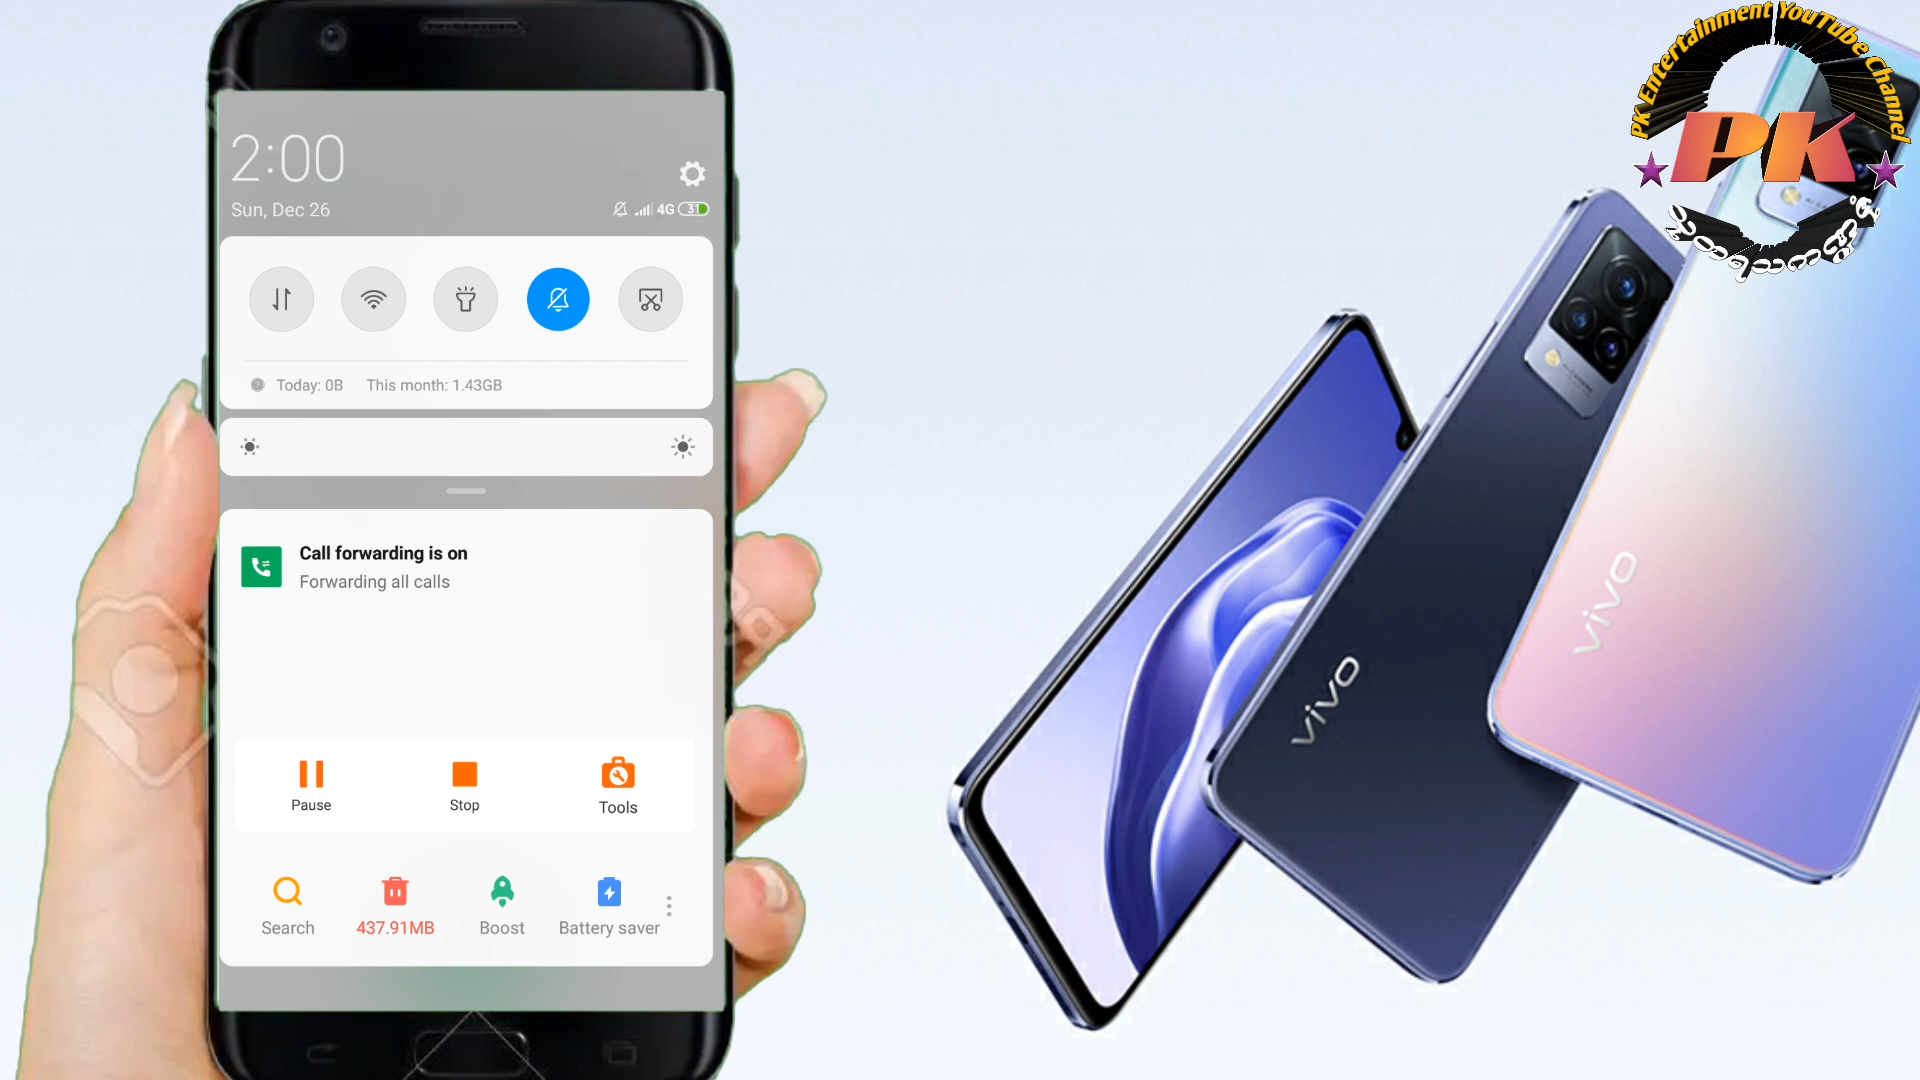 2:00
Sun, Dec 26
4G 31
Today: 0B This month: 1.43GB
Call forwarding is on
Forwarding all calls
Pause Stop Tools
Search 437.91MB Boost Battery saver
vivo
vivo
PK Entertainment YouTube Channel
PK